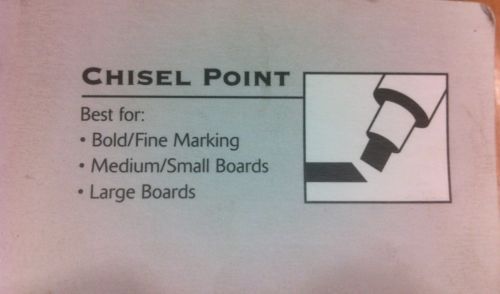 CHISEL POINT
Best for:
• Bold/Fine Marking
• Medium/Small Boards
• Large Boards